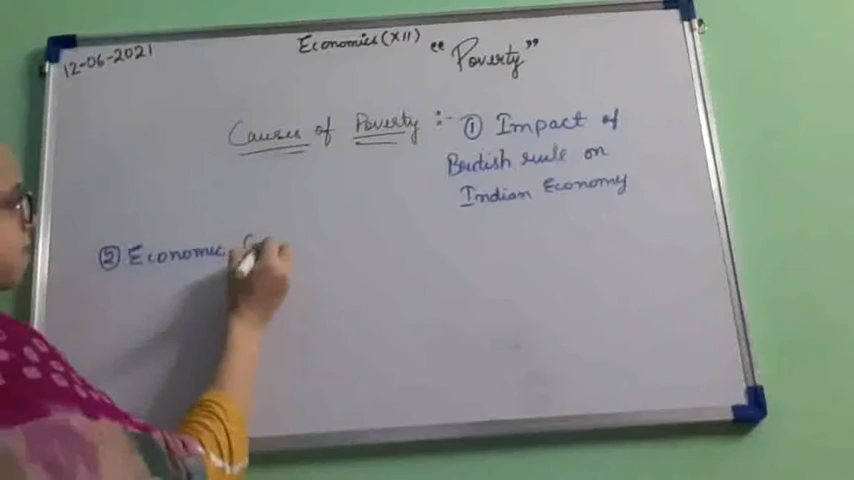 12-06-2021
Economics (XII)
"Poverty"
Causes of Poverty :- ① Impact of
British rule on
Indian Economy
② Economic